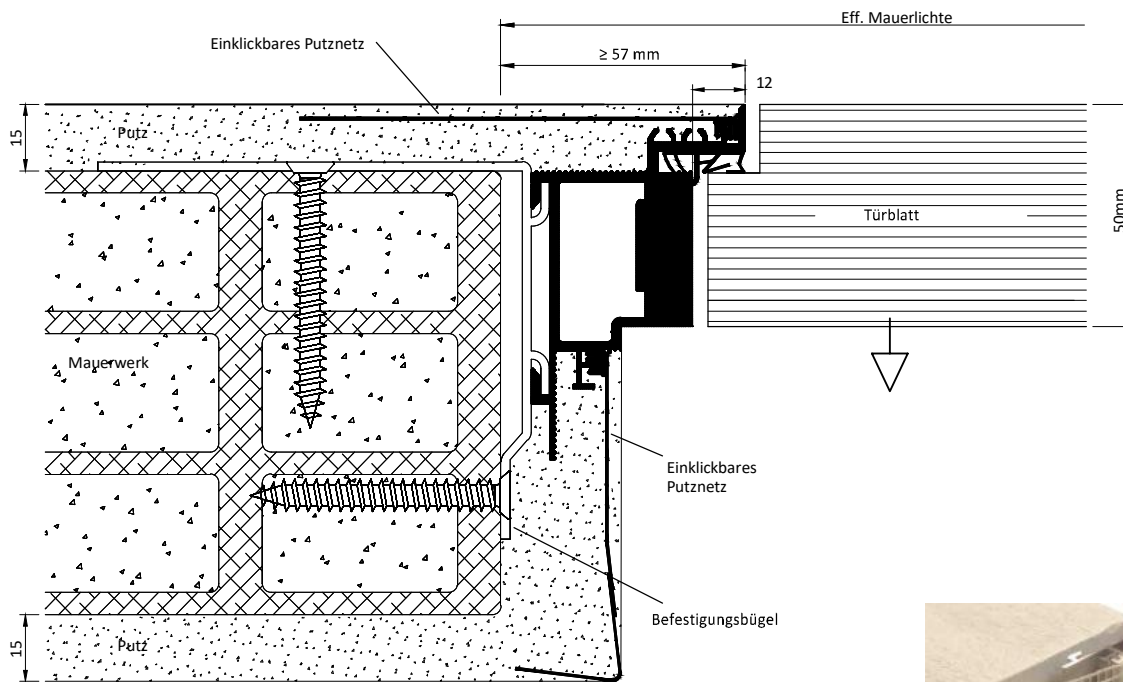 Eff. Mauerlichte
Einklickbares Putznetz
≥ 57 mm
12
15
Putz
Türblatt
50mm
Mauerwerk
Einklickbares
Putznetz
Befestigungsbügel
15
Putz